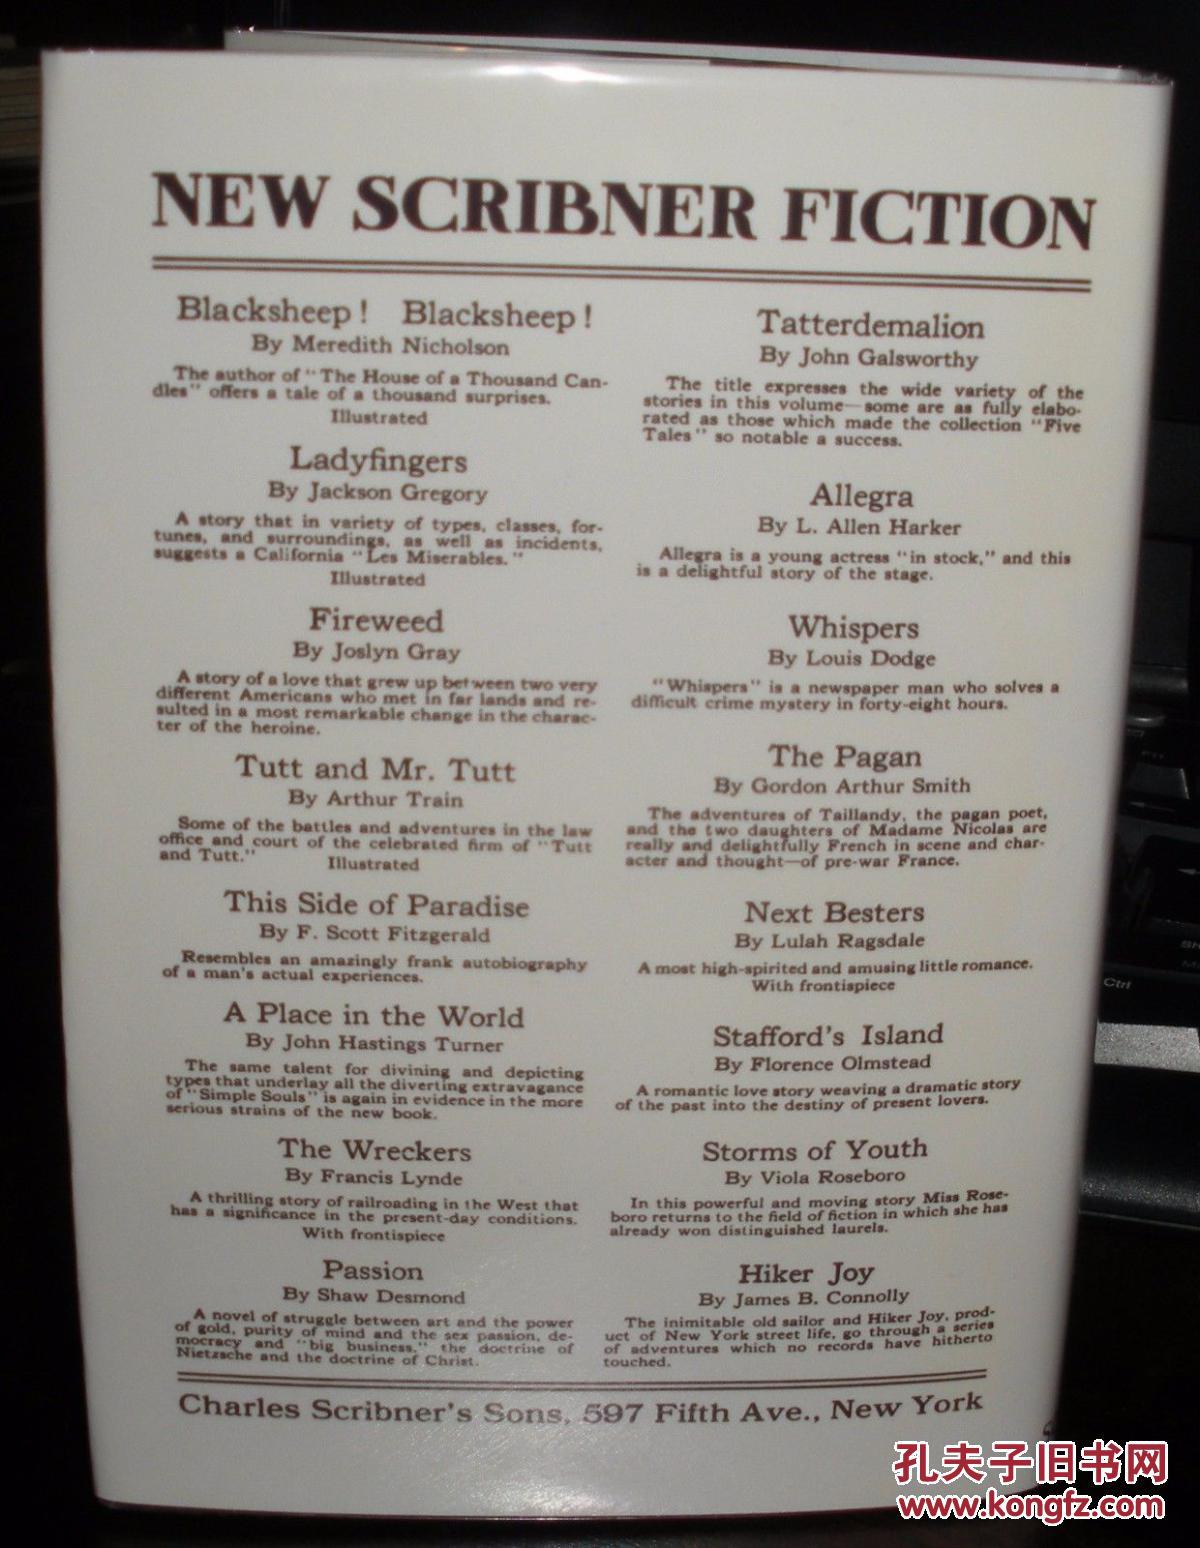 NEW SCRIBNER FICTION
Blacksheep! Blacksheep!
By Meredith Nicholson
The author of "The House of a Thousand Can-
dles" offers a tale of a thousand surprises.
Illustrated
Ladyfingers
By Jackson Gregory
A story that in variety of types, classes, for-
tunes, and surroundings, as well as incidents,
suggests a California "Les Miserables."
Illustrated
Fireweed
By Joslyn Gray
A story of a love that grew up between two very
different Americans who met in far lands and re-
sulted in a most remarkable change in the charac-
ter of the heroine.
Tutt and Mr. Tutt
By Arthur Train
Some of the battles and adventures in the law
office and court of the celebrated firm of "Tutt
and Tutt."
Illustrated
This Side of Paradise
By F. Scott Fitzgerald
Resembles an amazingly frank autobiography
of a man's actual experiences.
A Place in the World
By John Hastings Turner
The same talent for divining and depicting
types that underlay all the diverting extravagance
of "Simple Souls" is again in evidence in the more
serious strains of the new book.
The Wreckers
By Francis Lynde
A thrilling story of railroading in the West that
has a significance in the present-day conditions.
With frontispiece
Passion
By Shaw Desmond
A novel of struggle between art and the power
of gold, purity of mind and the sex passion, de-
mocracy and "big business," the doctrine of
Nietzsche and the doctrine of Christ.
Tatterdemalion
By John Galsworthy
The title expresses the wide variety of the
stories in this volume—some are as fully elabo-
rated as those which made the collection "Five
Tales" so notable a success.
Allegra
By L. Allen Harker
Allegra is a young actress "in stock," and this
is a delightful story of the stage.
Whispers
By Louis Dodge
"Whispers" is a newspaper man who solves a
difficult crime mystery in forty-eight hours.
The Pagan
By Gordon Arthur Smith
The adventures of Taillandy, the pagan poet,
and the two daughters of Madame Nicolas are
really and delightfully French in scene and char-
acter and thought—of pre-war France.
Next Besters
By Lulah Ragsdale
A most high-spirited and amusing little romance.
With frontispiece
Stafford's Island
By Florence Olmstead
A romantic love story weaving a dramatic story
of the past into the destiny of present lovers.
Storms of Youth
By Viola Roseboro
In this powerful and moving story Miss Rose-
boro returns to the field of fiction in which she has
already won distinguished laurels.
Hiker Joy
By James B. Connolly
The inimitable old sailor and Hiker Joy, prod-
uct of New York street life, go through a series
of adventures which no records have hitherto
touched.
Charles Scribner's Sons, 597 Fifth Ave., New York
Ctrl
孔夫子旧书网
www.kongfz.com